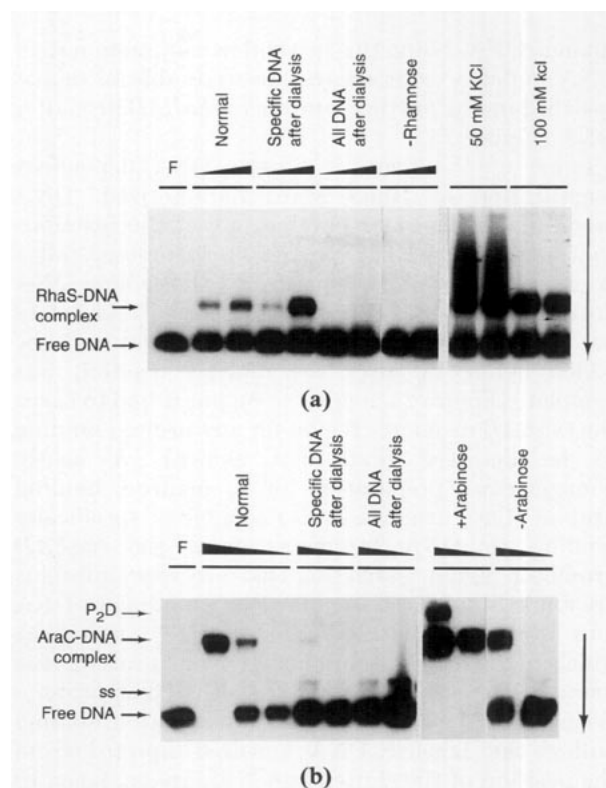 F
Normal
Specific DNA
after dialysis
All DNA
after dialysis
-Rhamnose
50 mM KCl
100 mM kcl
RhaS-DNA
complex
Free DNA
(a)
F
Normal
Specific DNA
after dialysis
All DNA
after dialysis
+Arabinose
-Arabinose
P₂D
AraC-DNA
complex
ss
Free DNA
(b)